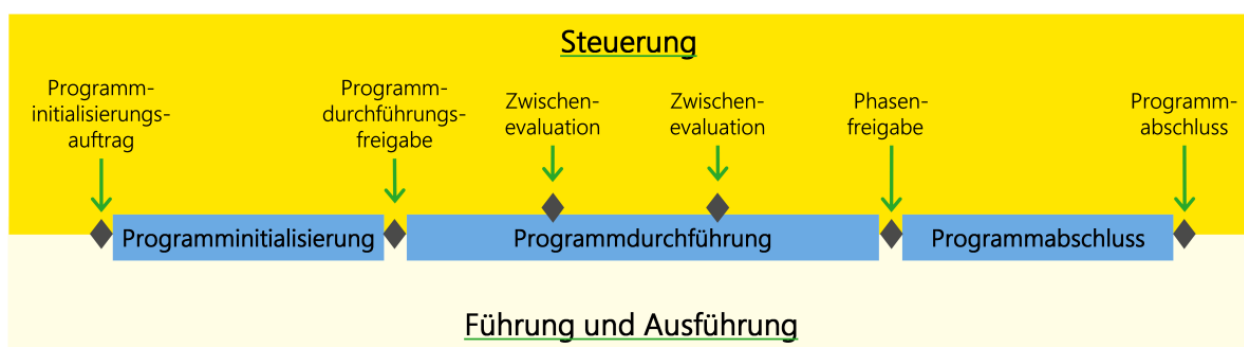 Steuerung
Programm-
initialisierungs-
auftrag
Programm-
durchführungs-
freigabe
Zwischen-
evaluation
Zwischen-
evaluation
Phasen-
freigabe
Programm-
abschluss
Programminitialisierung
Programmdurchführung
Programmabschluss
Führung und Ausführung